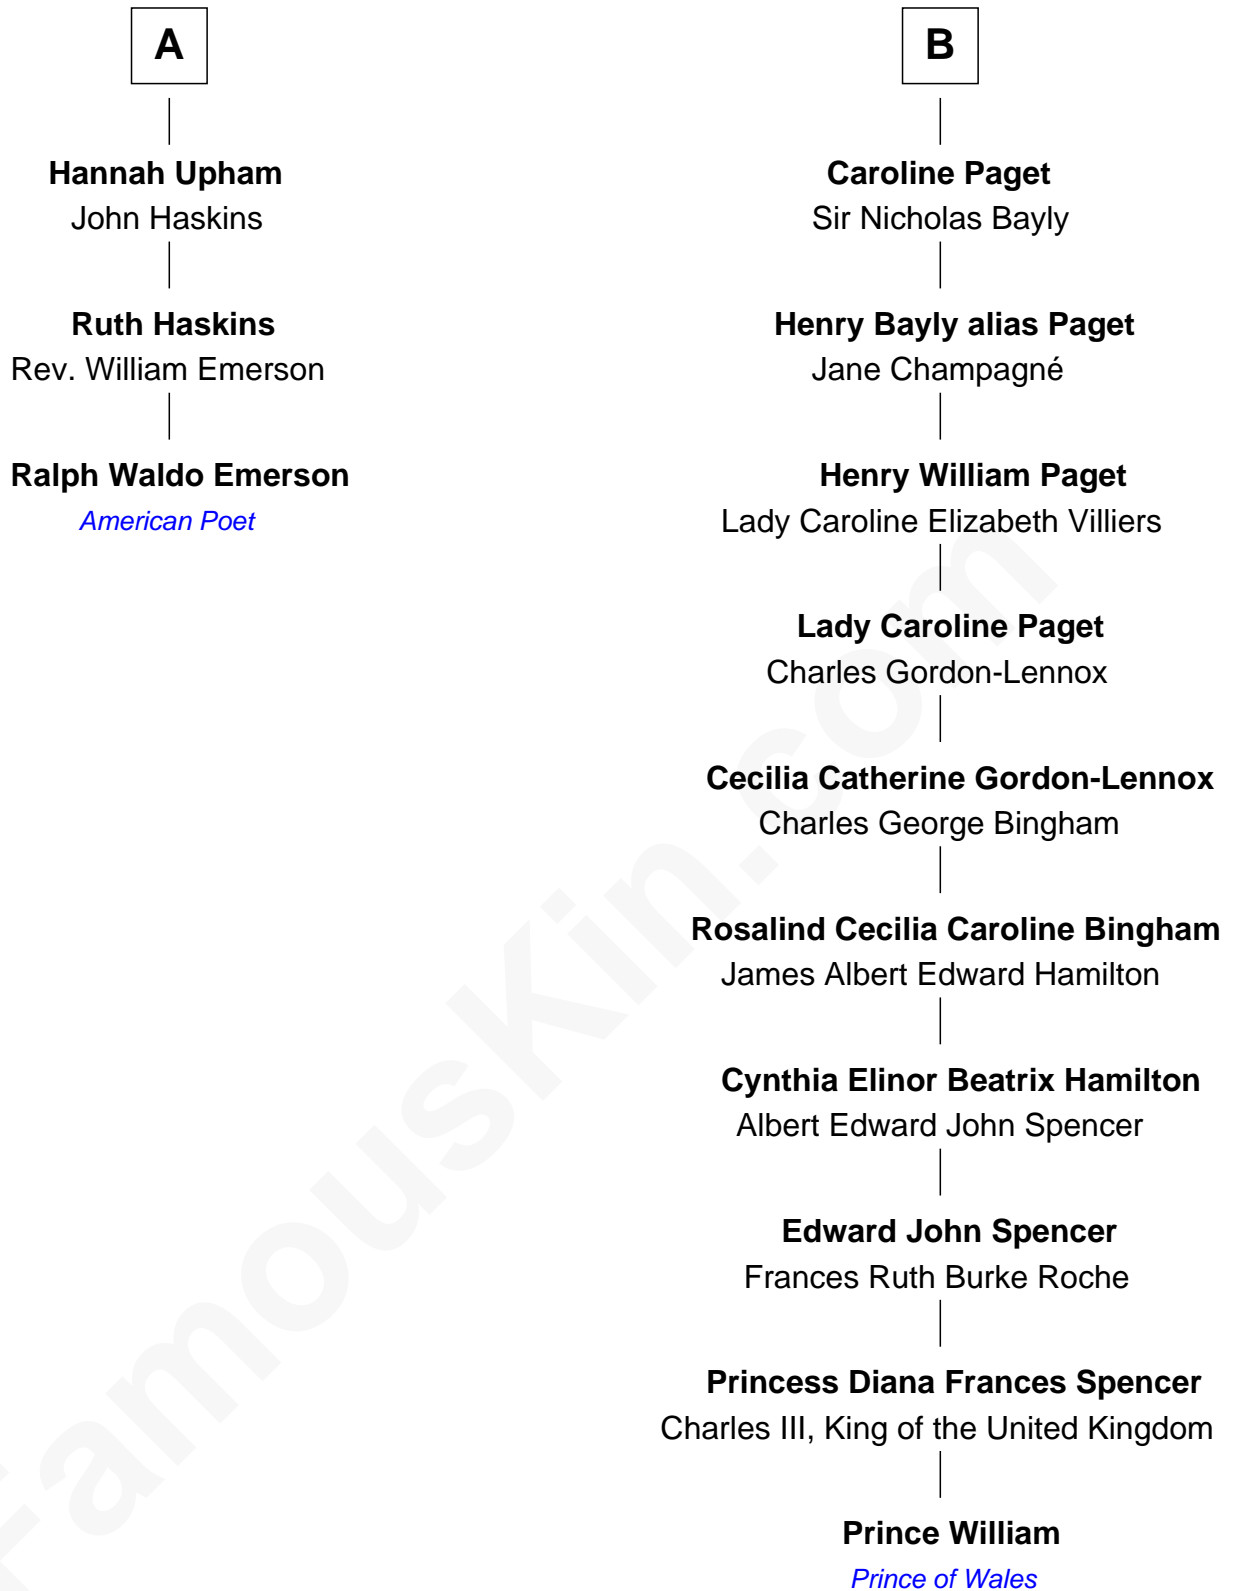 A
Hannah Upham
John Haskins
Ruth Haskins
Rev. William Emerson
Ralph Waldo Emerson
American Poet
B
Caroline Paget
Sir Nicholas Bayly
Henry Bayly alias Paget
Jane Champagné
Henry William Paget
Lady Caroline Elizabeth Villiers
Lady Caroline Paget
Charles Gordon-Lennox
Cecilia Catherine Gordon-Lennox
Charles George Bingham
Rosalind Cecilia Caroline Bingham
James Albert Edward Hamilton
Cynthia Elinor Beatrix Hamilton
Albert Edward John Spencer
Edward John Spencer
Frances Ruth Burke Roche
Princess Diana Frances Spencer
Charles III, King of the United Kingdom
Prince William
Prince of Wales
FamousKin.com